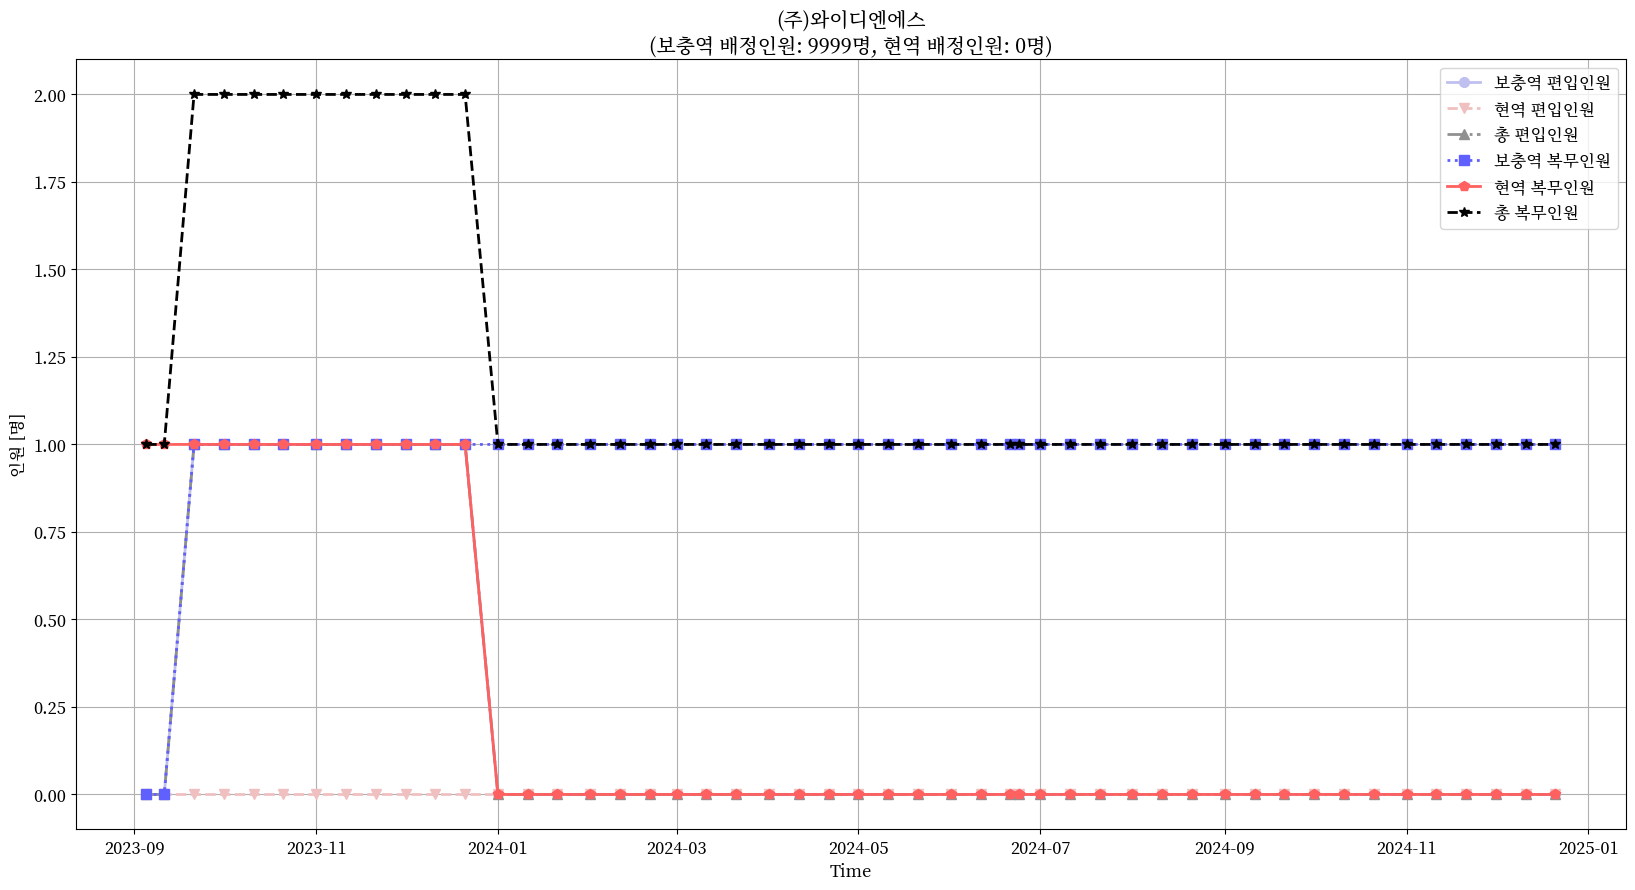 (주)와이디엔에스
(보충역 배정인원: 9999명, 현역 배정인원: 0명)
보충역 편입인원
현역 편입인원
총 편입인원
보충역 복무인원
현역 복무인원
총 복무인원
인원 [명]
2.00
1.75
1.50
1.25
1.00
0.75
0.50
0.25
0.00
2023-09 2023-11 2024-01 2024-03 2024-05 2024-07 2024-09 2024-11 2025-01
Time